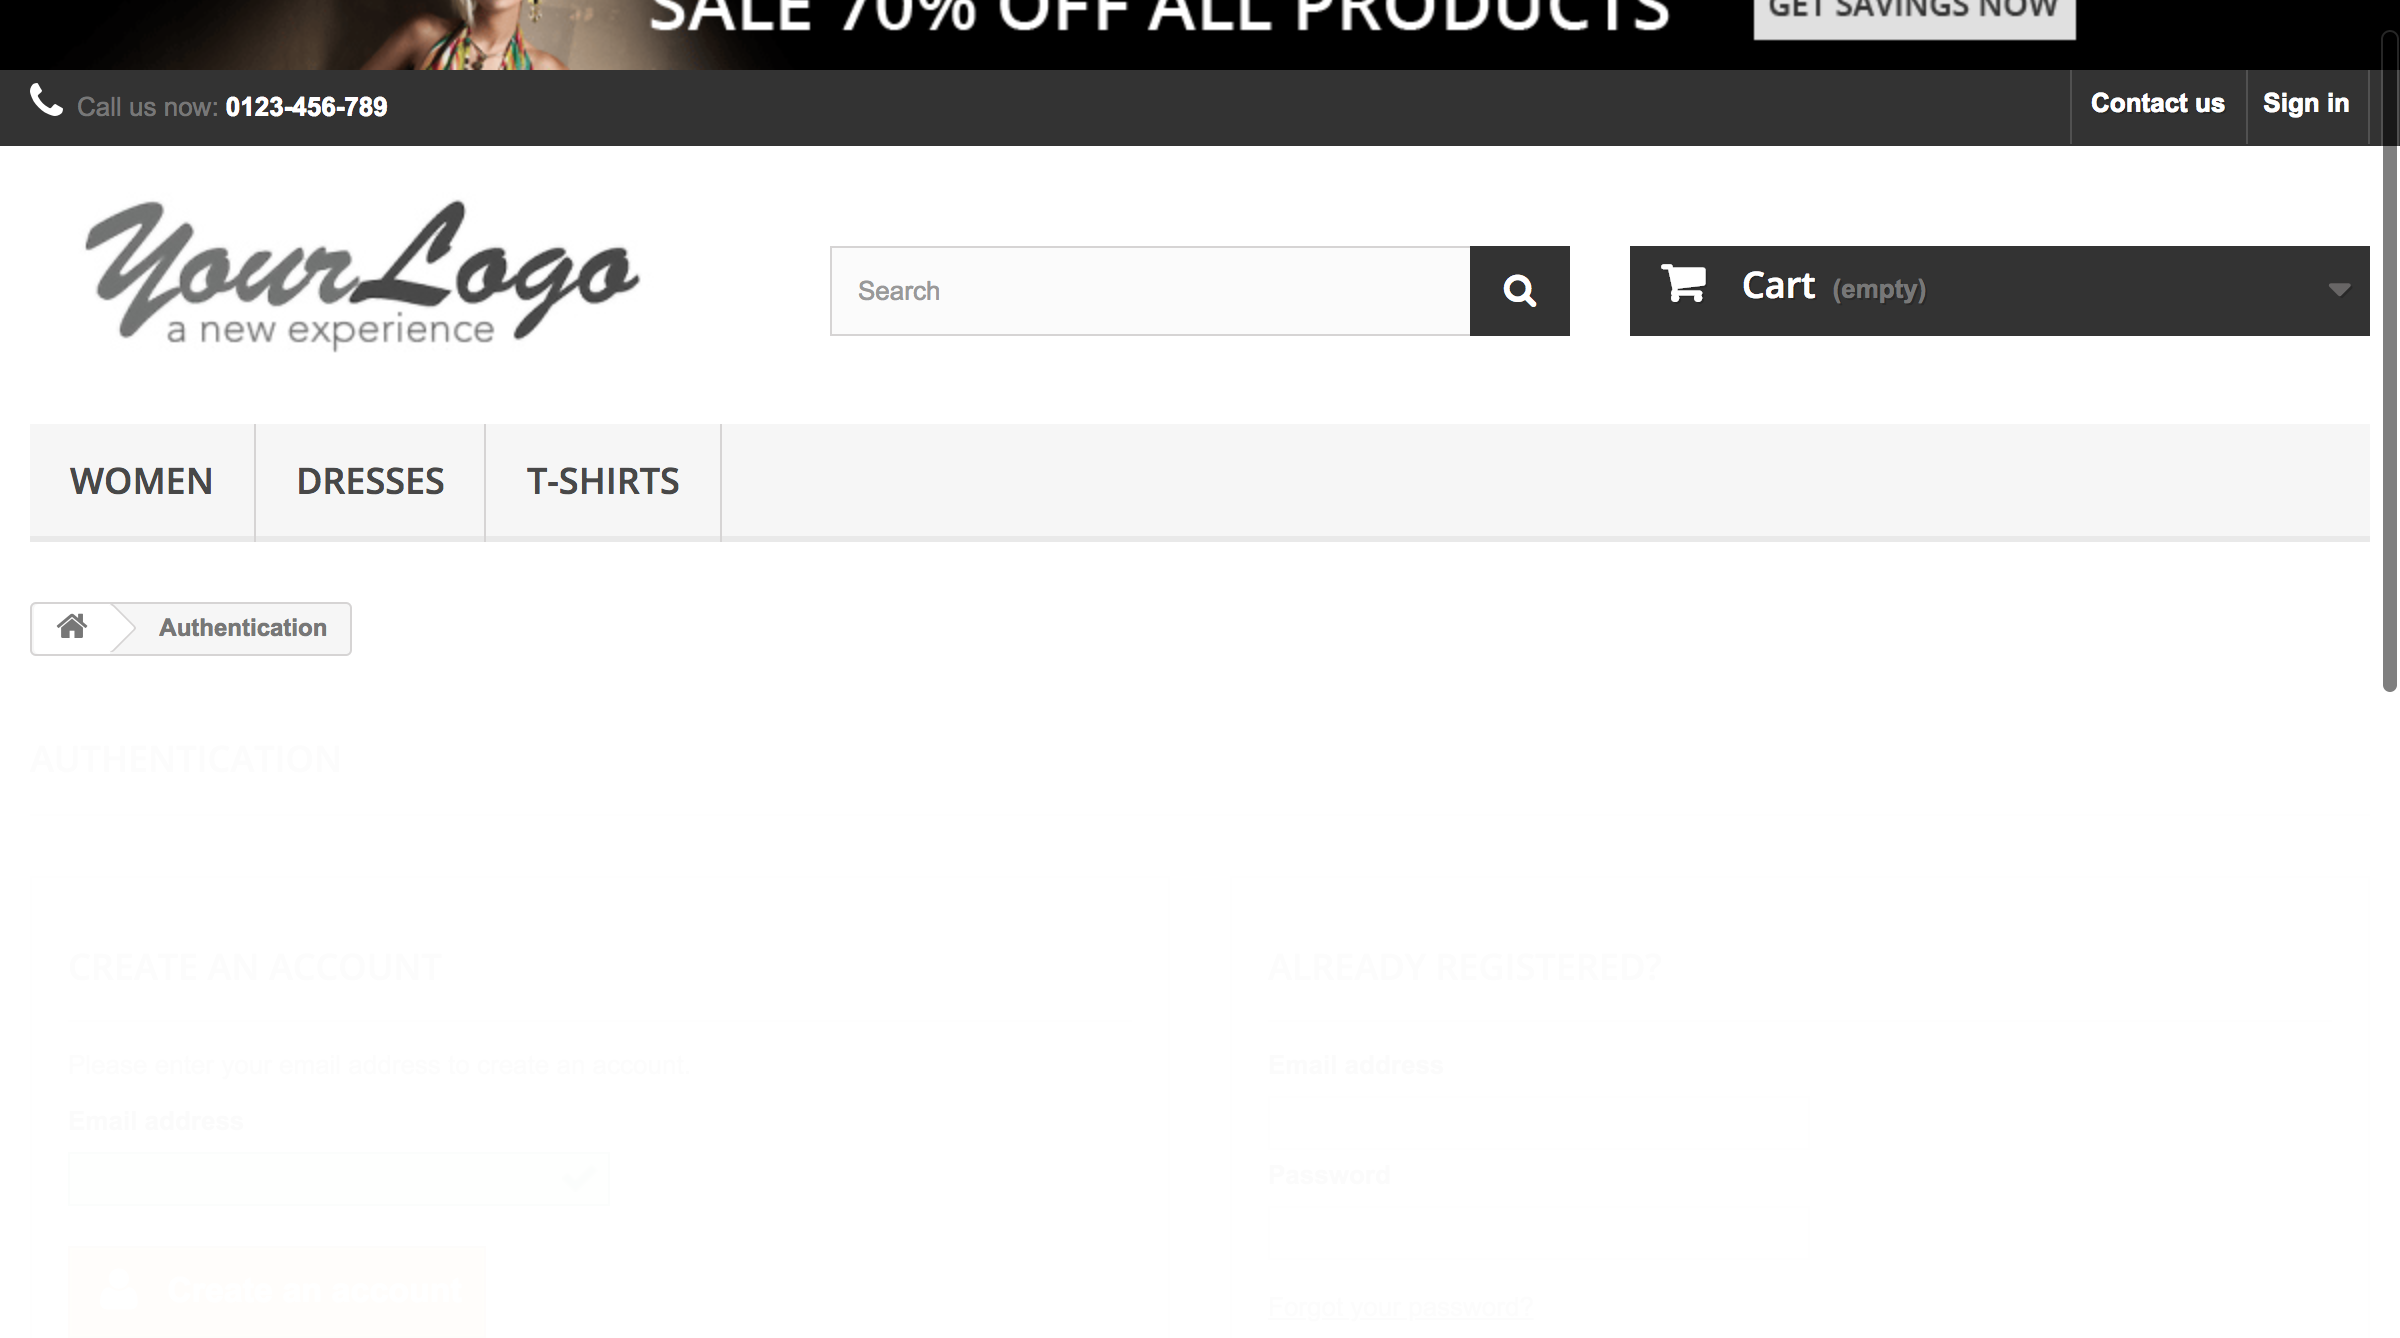 SALE 70% OFF ALL PRODUCTS
GET SAVINGS NOW
Call us now: 0123-456-789
Contact us
Sign in
YourLogo
a new experience
Search
Cart (empty)
WOMEN
DRESSES
T-SHIRTS
Authentication
AUTHENTICATION
CREATE AN ACCOUNT
ALREADY REGISTERED?
Please enter your email address to create an account.
Email address
Email address
Password
Create an account
Forgot your password?